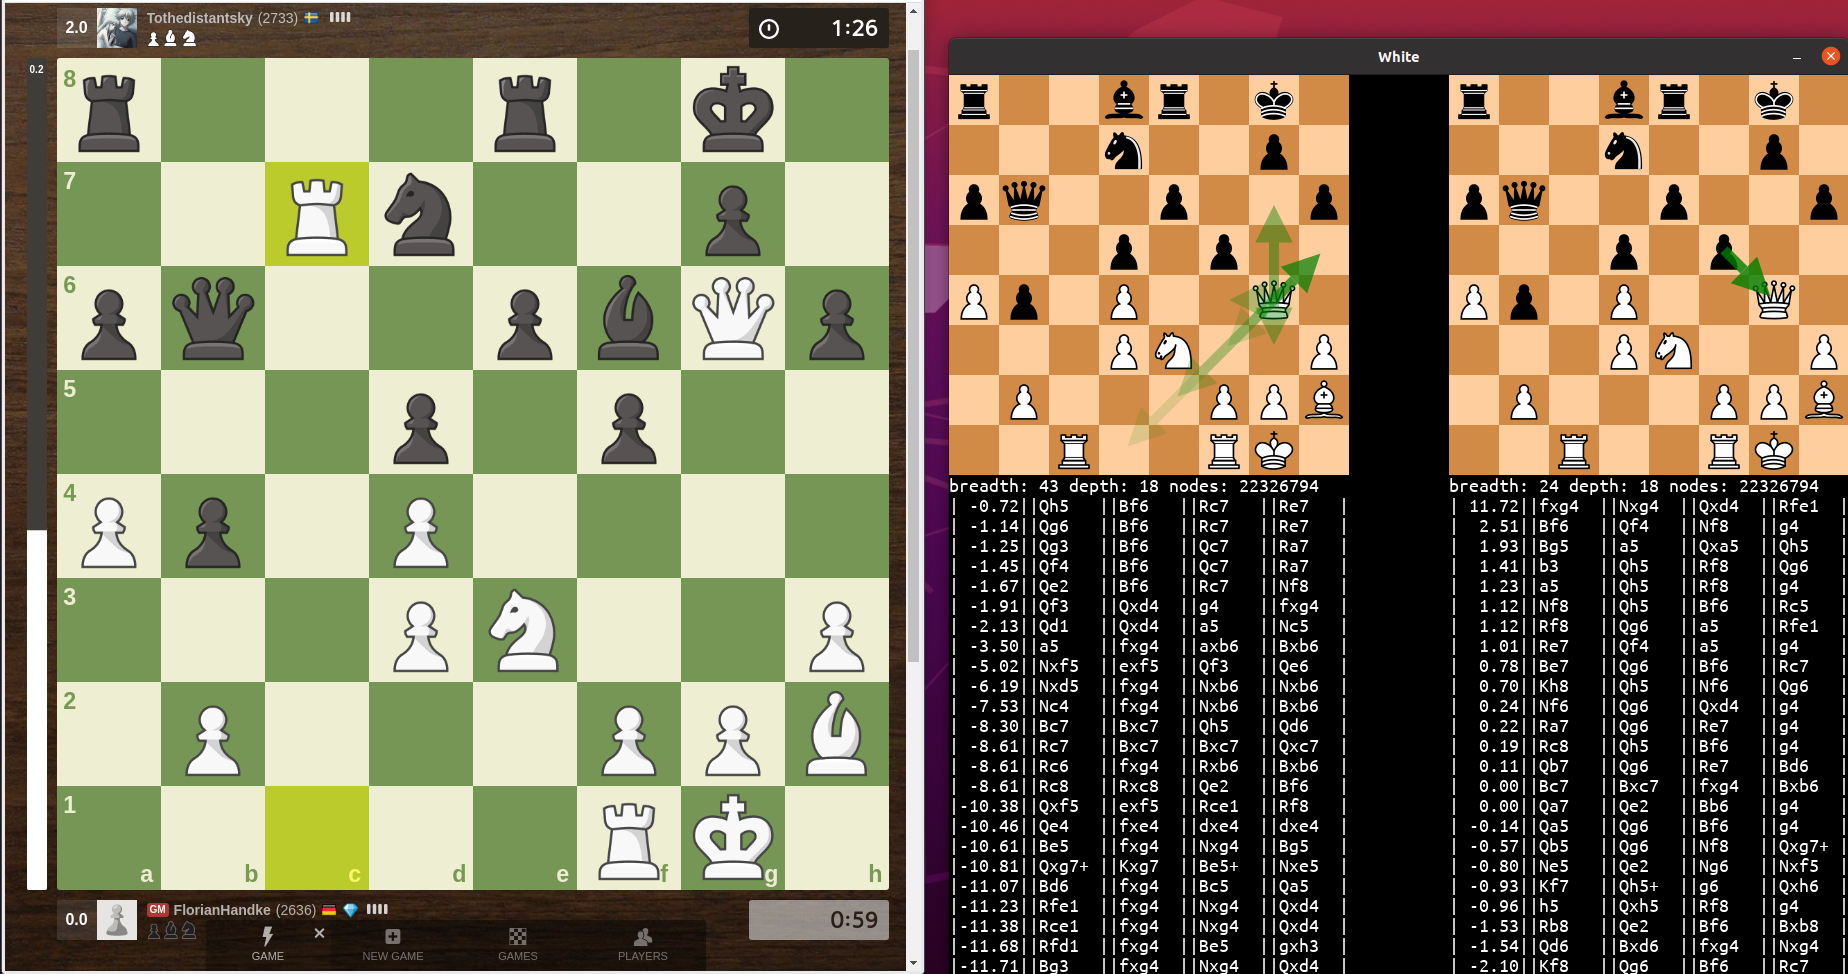 2.0 Tothedistantsky (2733) 1:26
0.2
8
7
6
5
4
3
2
1
a b c d e f g h
0.0 GM FlorianHandke (2636) 0:59
GAME NEW GAME GAMES PLAYERS
White
breadth: 43 depth: 18 nodes: 22326794
| -0.72||Qh5 ||Bf6 ||Rc7 ||Re7 |
| -1.14||Qg6 ||Bf6 ||Rc7 ||Re7 |
| -1.25||Qg3 ||Bf6 ||Qc7 ||Ra7 |
| -1.45||Qf4 ||Bf6 ||Qc7 ||Ra7 |
| -1.67||Qe2 ||Bf6 ||Rc7 ||Nf8 |
| -1.91||Qf3 ||Qxd4 ||g4 ||fxg4 |
| -2.13||Qd1 ||Qxd4 ||a5 ||Nc5 |
| -3.50||a5 ||fxg4 ||axb6 ||Bxb6 |
| -5.02||Nxf5 ||exf5 ||Qf3 ||Qe6 |
| -6.19||Nxd5 ||fxg4 ||Nxb6 ||Nxb6 |
| -7.53||Nc4 ||fxg4 ||Nxb6 ||Bxb6 |
| -8.30||Bc7 ||Bxc7 ||Qh5 ||Qd6 |
| -8.61||Rc7 ||Bxc7 ||Bxc7 ||Qxc7 |
| -8.61||Rc6 ||fxg4 ||Rxb6 ||Bxb6 |
| -8.61||Rc8 ||Rxc8 ||Qe2 ||Bf6 |
|-10.38||Qxf5 ||exf5 ||Rce1 ||Rf8 |
|-10.46||Qe4 ||fxe4 ||dxe4 ||dxe4 |
|-10.61||Be5 ||fxg4 ||Nxg4 ||Bg5 |
|-10.81||Qxg7+ ||Kxg7 ||Be5+ ||Nxe5 |
|-11.07||Bd6 ||fxg4 ||Bc5 ||Qa5 |
|-11.23||Rfe1 ||fxg4 ||Nxg4 ||Qxd4 |
|-11.38||Rce1 ||fxg4 ||Nxg4 ||Qxd4 |
|-11.68||Rfd1 ||fxg4 ||Be5 ||gxh3 |
|-11.71||Bg3 ||fxg4 ||Nxg4 ||Qxd4 |
breadth: 24 depth: 18 nodes: 22326794
| 11.72||fxg4 ||Nxg4 ||Qxd4 ||Rfe1 |
| 2.51||Bf6 ||Qf4 ||Nf8 ||g4 |
| 1.93||Bg5 ||a5 ||Qxa5 ||Qh5 |
| 1.41||b3 ||Qh5 ||Rf8 ||Qg6 |
| 1.23||a5 ||Qh5 ||Rf8 ||g4 |
| 1.12||Nf8 ||Qh5 ||Bf6 ||Rc5 |
| 1.12||Rf8 ||Qg6 ||a5 ||Rfe1 |
| 1.01||Re7 ||Qf4 ||a5 ||g4 |
| 0.78||Be7 ||Qg6 ||Bf6 ||Rc7 |
| 0.70||Kh8 ||Qh5 ||Nf6 ||Qg6 |
| 0.24||Nf6 ||Qg6 ||Qxd4 ||g4 |
| 0.22||Ra7 ||Qg6 ||Re7 ||g4 |
| 0.19||Rc8 ||Qh5 ||Bf6 ||g4 |
| 0.11||Qb7 ||Qg6 ||Re7 ||Bd6 |
| 0.00||Bc7 ||Bxc7 ||fxg4 ||Bxb6 |
| 0.00||Qa7 ||Qe2 ||Bb6 ||g4 |
| -0.14||Qa5 ||Qg6 ||Bf6 ||g4 |
| -0.57||Qb5 ||Qg6 ||Nf8 ||Qxg7+ |
| -0.80||Ne5 ||Qe2 ||Ng6 ||Nxf5 |
| -0.93||Kf7 ||Qh5+ ||g6 ||Qxh6 |
| -0.96||h5 ||Qxh5 ||Rf8 ||g4 |
| -1.53||Rb8 ||Qe2 ||Bf6 ||Bxb8 |
| -1.54||Qd6 ||Bxd6 ||fxg4 ||Nxg4 |
| -2.10||Kf8 ||Qg6 ||Bf6 ||Rc7 |